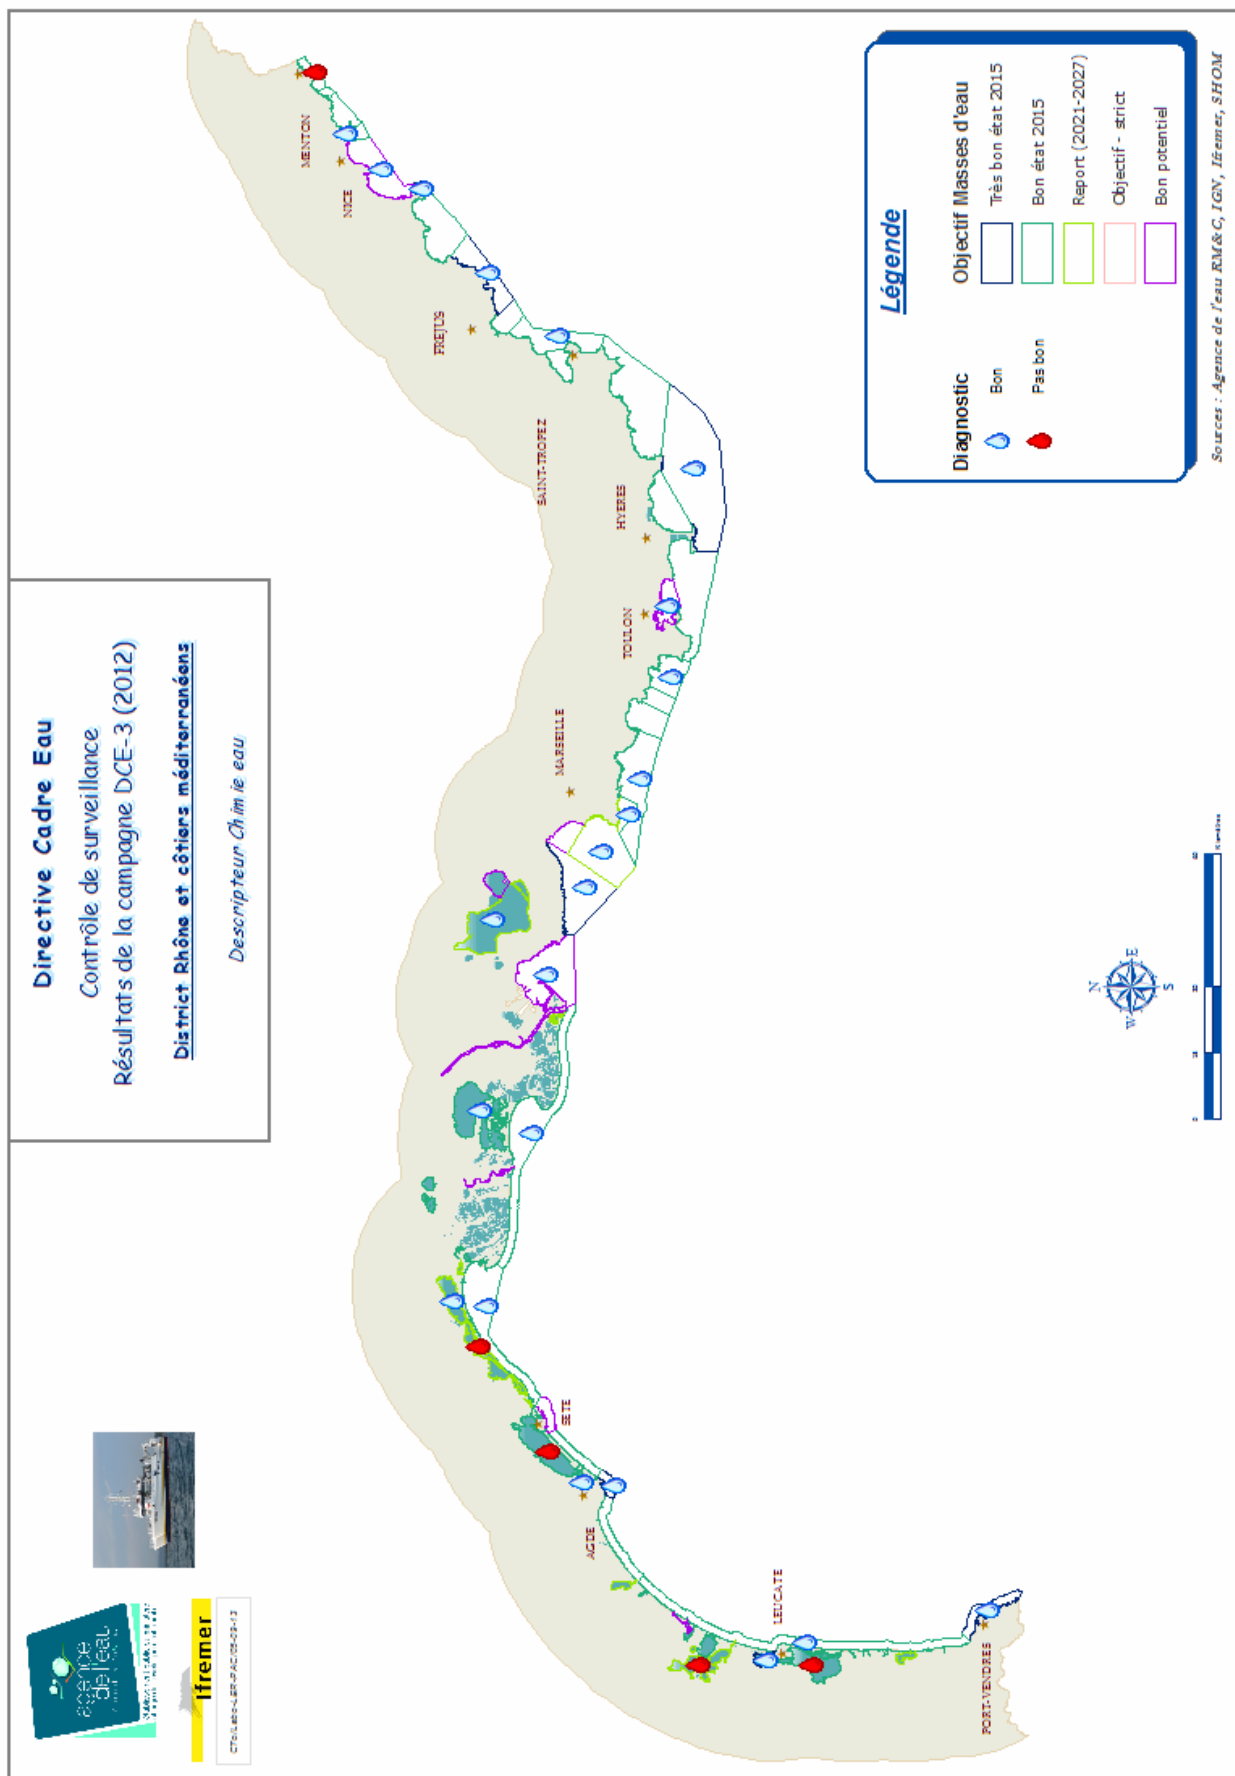 Directive Cadre Eau
Contrôle de surveillance
Résultats de la campagne DCE-3 (2012)
District Rhône et côtiers méditerranéens
Descripteur Chimie eau
agence
de l'eau
Ifremer
MENTON
NICE
FREJUS
SAINT-TROPEZ
HYERES
TOULON
MARSEILLE
SETE
AGDE
LEUCATE
PORT-VENDRES
N
W
E
S
Légende
Diagnostic
Bon
Pas bon
Objectif Masses d'eau
Très bon état 2015
Bon état 2015
Report (2021-2027)
Objectif - strict
Bon potentiel
Sources : Agence de l'eau RM&C, IGN, Ifremer, SHOM